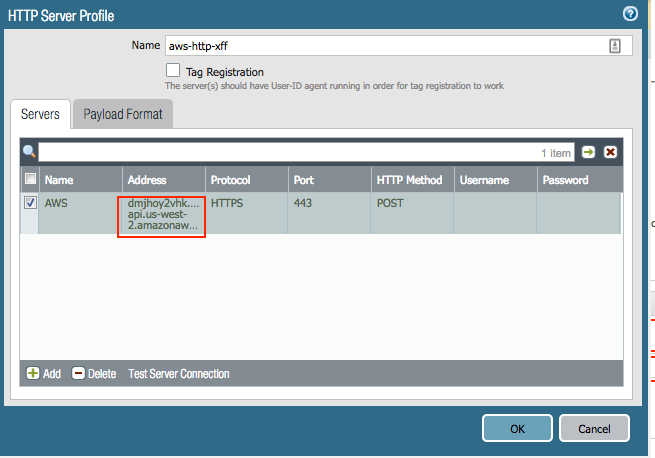 HTTP Server Profile
Name aws-http-xff
Tag Registration
The server(s) should have User-ID agent running in order for tag registration to work
Servers Payload Format
1 item
Name Address Protocol Port HTTP Method Username Password
AWS dmjhoy2vhk.... HTTPS 443 POST
api.us-west-
2.amazonaw...
Add Delete Test Server Connection
OK Cancel